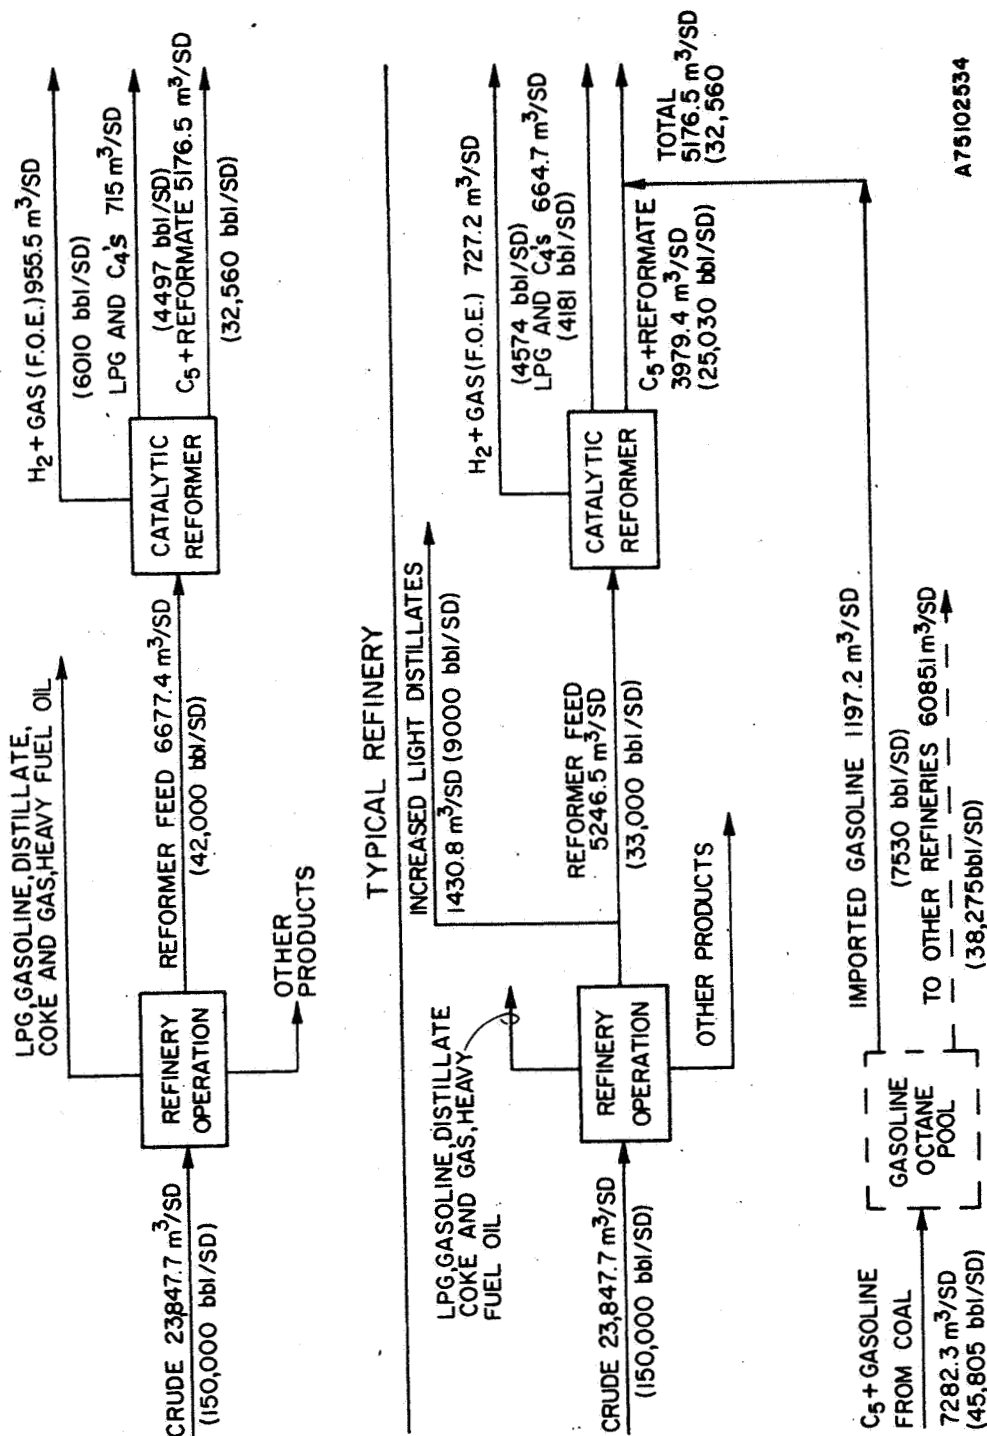 LPG,GASOLINE,DISTILLATE,
COKE AND GAS,HEAVY FUEL OIL
CRUDE 23,847.7 m³/SD
(150,000 bbl/SD)
REFINERY
OPERATION
OTHER
PRODUCTS
REFORMER FEED 6677.4 m³/SD
(42,000 bbl/SD)
CATALYTIC
REFORMER
H₂+ GAS (F.O.E.) 955.5 m³/SD
(6010 bbl/SD)
LPG AND C₄'s 715 m³/SD
(4497 bbl/SD)
C₅+REFORMATE 5176.5 m³/SD
(32,560 bbl/SD)
TYPICAL REFINERY
INCREASED LIGHT DISTILLATES
1430.8 m³/SD (9000 bbl/SD)
LPG,GASOLINE,DISTILLATE
COKE AND GAS,HEAVY
FUEL OIL
CRUDE 23,847.7 m³/SD
(150,000 bbl/SD)
REFINERY
OPERATION
OTHER PRODUCTS
REFORMER FEED
5246.5 m³/SD
(33,000 bbl/SD)
CATALYTIC
REFORMER
H₂+ GAS (F.O.E.) 727.2 m³/SD
(4574 bbl/SD)
LPG AND C₄'s 664.7 m³/SD
(4181 bbl/SD)
C₅+REFORMATE
3979.4 m³/SD
(25,030 bbl/SD)
TOTAL
5176.5 m³/SD
(32,560
C₅+GASOLINE
FROM COAL
7282.3 m³/SD
(45,805 bbl/SD)
GASOLINE
OCTANE
POOL
IMPORTED GASOLINE 1197.2 m³/SD
(7530 bbl/SD)
TO OTHER REFINERIES 6085.1 m³/SD
(38,275 bbl/SD)
A75102534